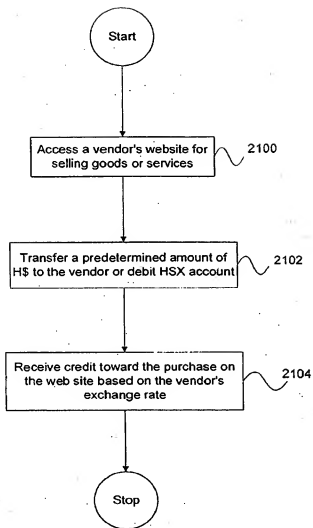 Start
Access a vendor's website for
selling goods or services
2100
Transfer a predetermined amount of
H$ to the vendor or debit HSX account
2102
Receive credit toward the purchase on
the web site based on the vendor's
exchange rate
2104
Stop